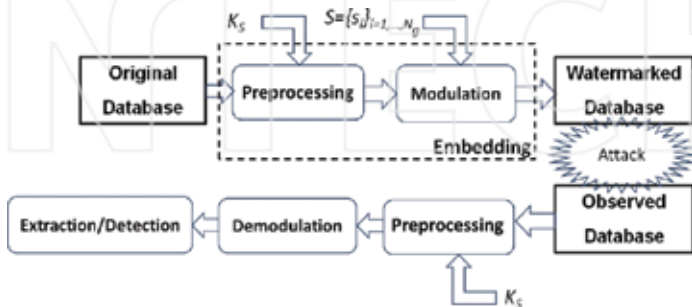 K_S
S={s_i}_{i=1,...,N_g}
Original
Database
Preprocessing
Modulation
Watermarked
Database
Embedding
Attack
Extraction/Detection
Demodulation
Preprocessing
Observed
Database
K_S